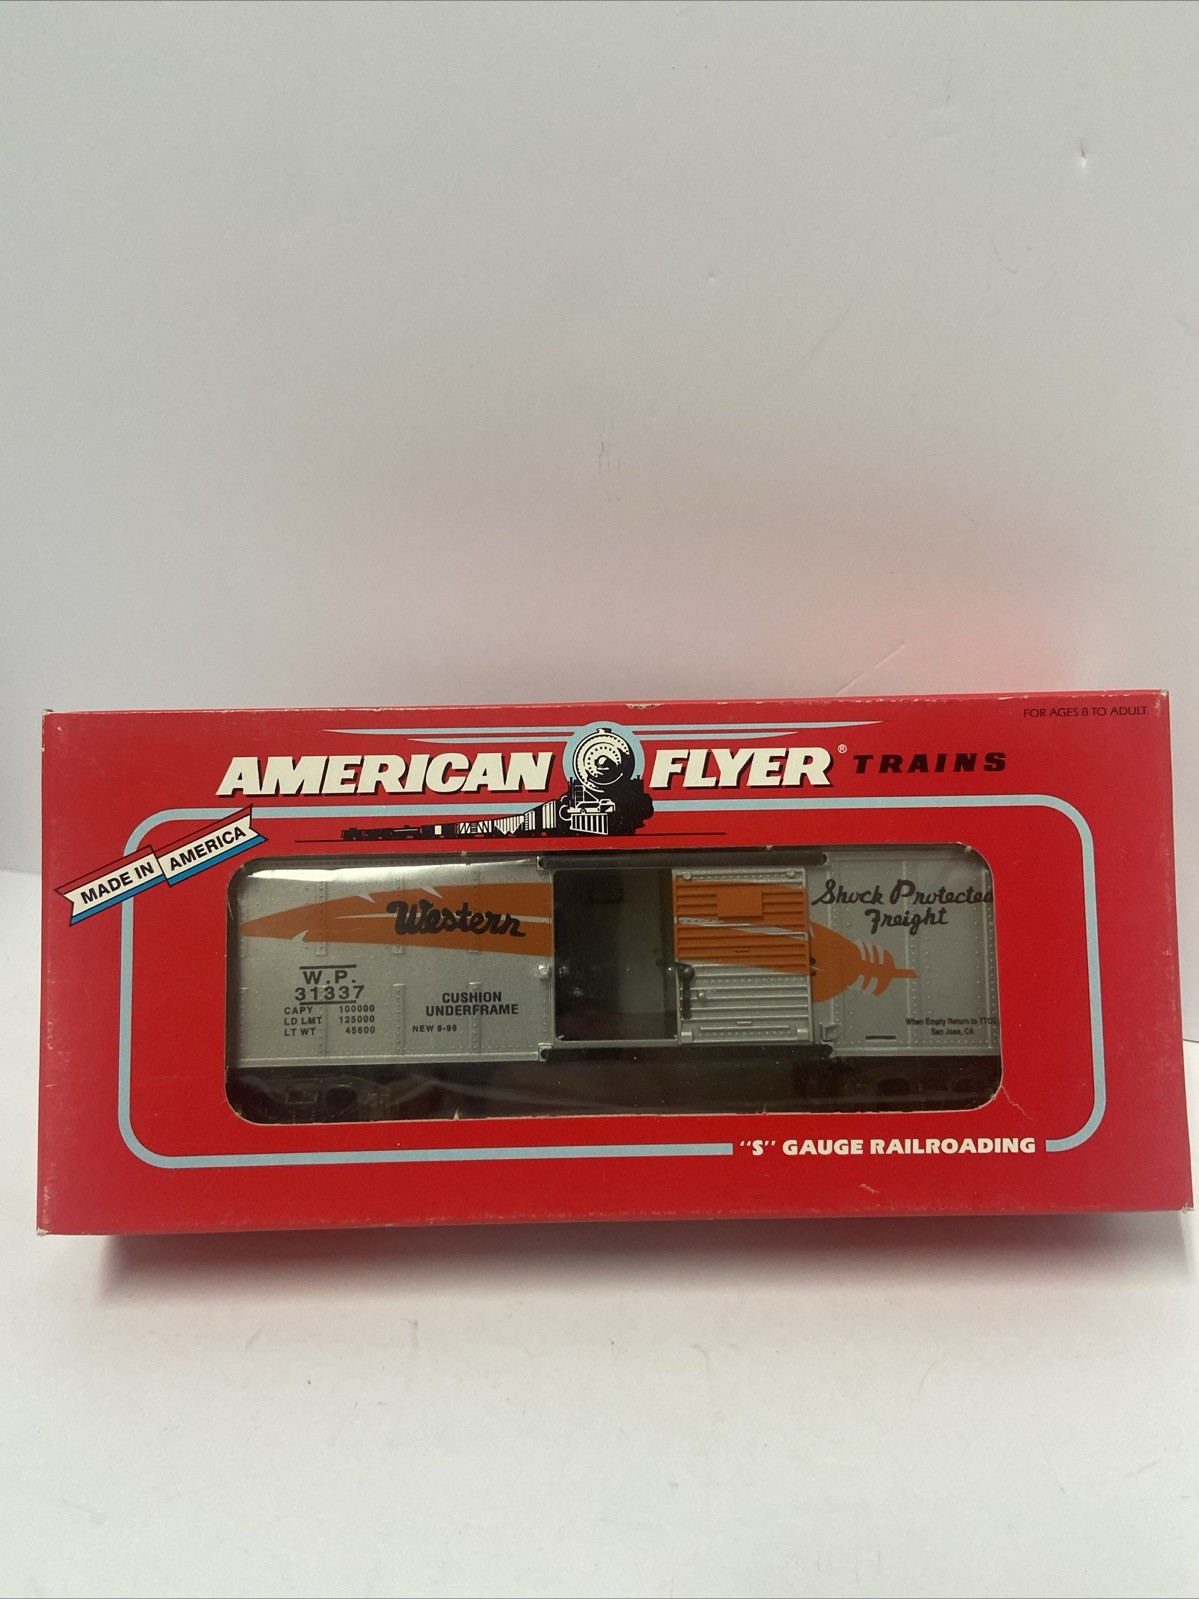 FOR AGES 8 TO ADULT.
AMERICAN FLYER® TRAINS
MADE IN AMERICA
Western
Shock Protected
Freight
W.P.
31337
CAPY 100000
LD LMT 125000
LT WT 45600
CUSHION
UNDERFRAME
NEW 8-96
When Empty Return to
San Jose, CA
"S" GAUGE RAILROADING